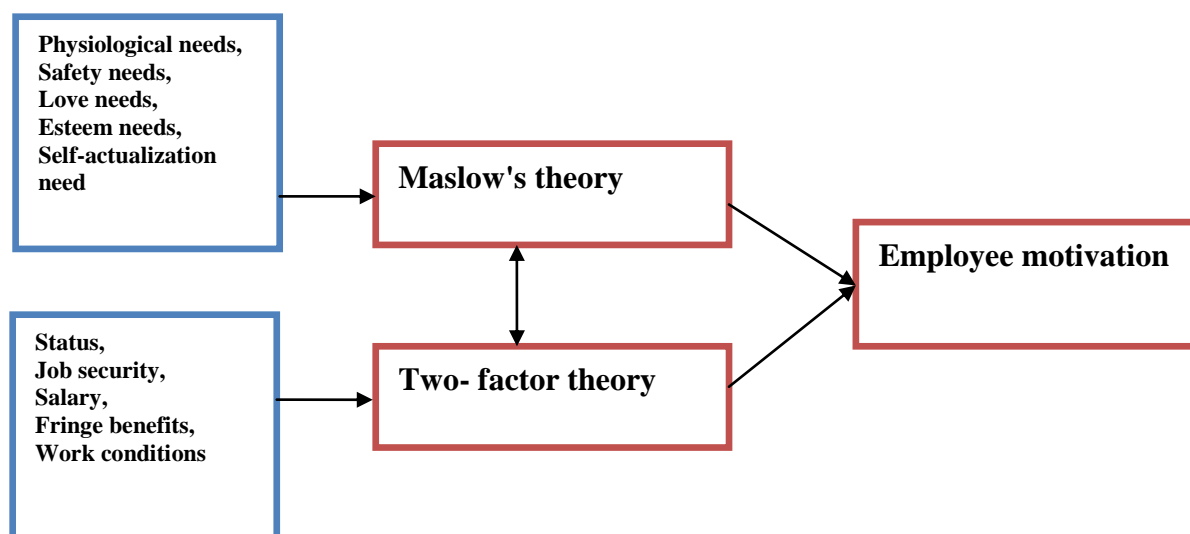 Physiological needs,
Safety needs,
Love needs,
Esteem needs,
Self-actualization
need
Maslow's theory
Employee motivation
Status,
Job security,
Salary,
Fringe benefits,
Work conditions
Two- factor theory